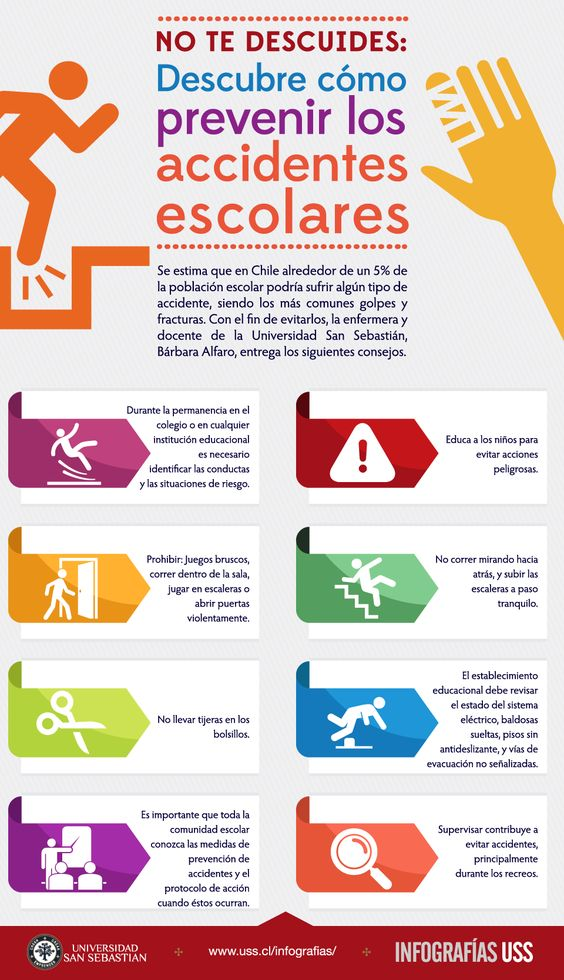 NO TE DESCUIDES:
Descubre cómo
prevenir los
accidentes
escolares
Se estima que en Chile alrededor de un 5% de
la población escolar podría sufrir algún tipo de
accidente, siendo los más comunes golpes y
fracturas. Con el fin de evitarlos, la enfermera y
docente de la Universidad San Sebastián,
Bárbara Alfaro, entrega los siguientes consejos.
Durante la permanencia en el
colegio o en cualquier
institución educacional
es necesario
identificar las conductas
y las situaciones de riesgo.
Educa a los niños para
evitar acciones
peligrosas.
Prohibir: Juegos bruscos,
correr dentro de la sala,
jugar en escaleras o
abrir puertas
violentamente.
No correr mirando hacia
atrás, y subir las
escaleras a paso
tranquilo.
No llevar tijeras en los
bolsillos.
El establecimiento
educacional debe revisar
el estado del sistema
eléctrico, baldosas
sueltas, pisos sin
antideslizante, y vías de
evacuación no señalizadas.
Es importante que toda la
comunidad escolar
conozca las medidas de
prevención de
accidentes y el
protocolo de acción
cuando éstos ocurran.
Supervisar contribuye a
evitar accidentes,
principalmente
durante los recreos.
UNIVERSIDAD
SAN SEBASTIAN
www.uss.cl/infografias/
INFOGRAFÍAS USS